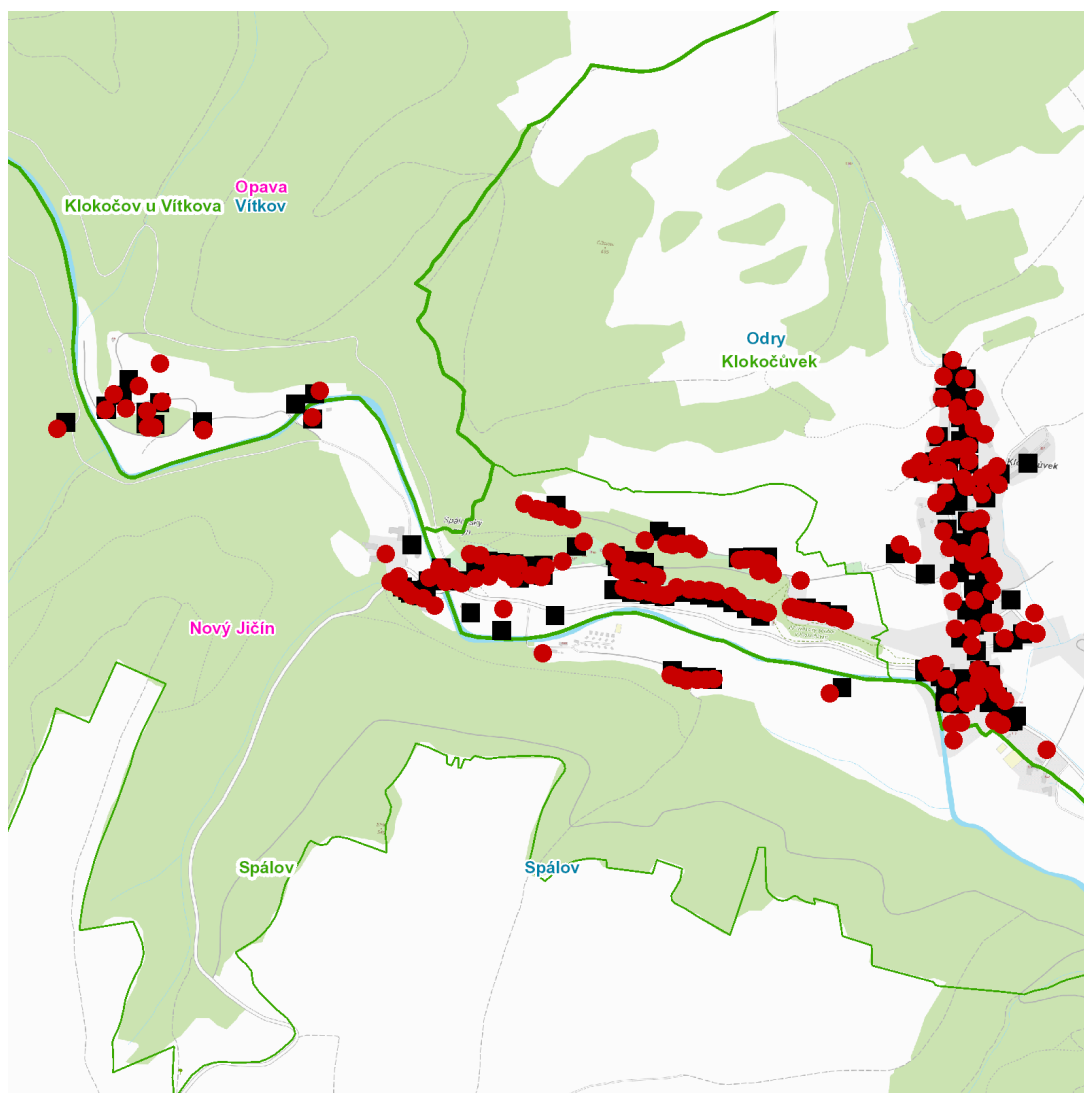 Opava
Klokočov u Vítkova
Vítkov
Odry
Klokočůvek
Nový Jičín
Spálov
Spálov